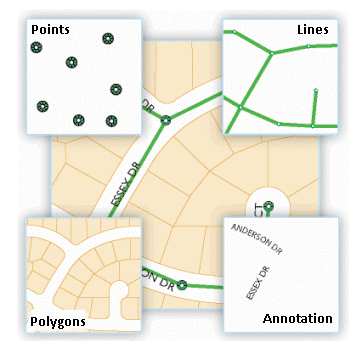 Points
Lines
DR
ESSEX DR
CT
ON DR
Polygons
ANDERSON DR
ESSEX DR
Annotation